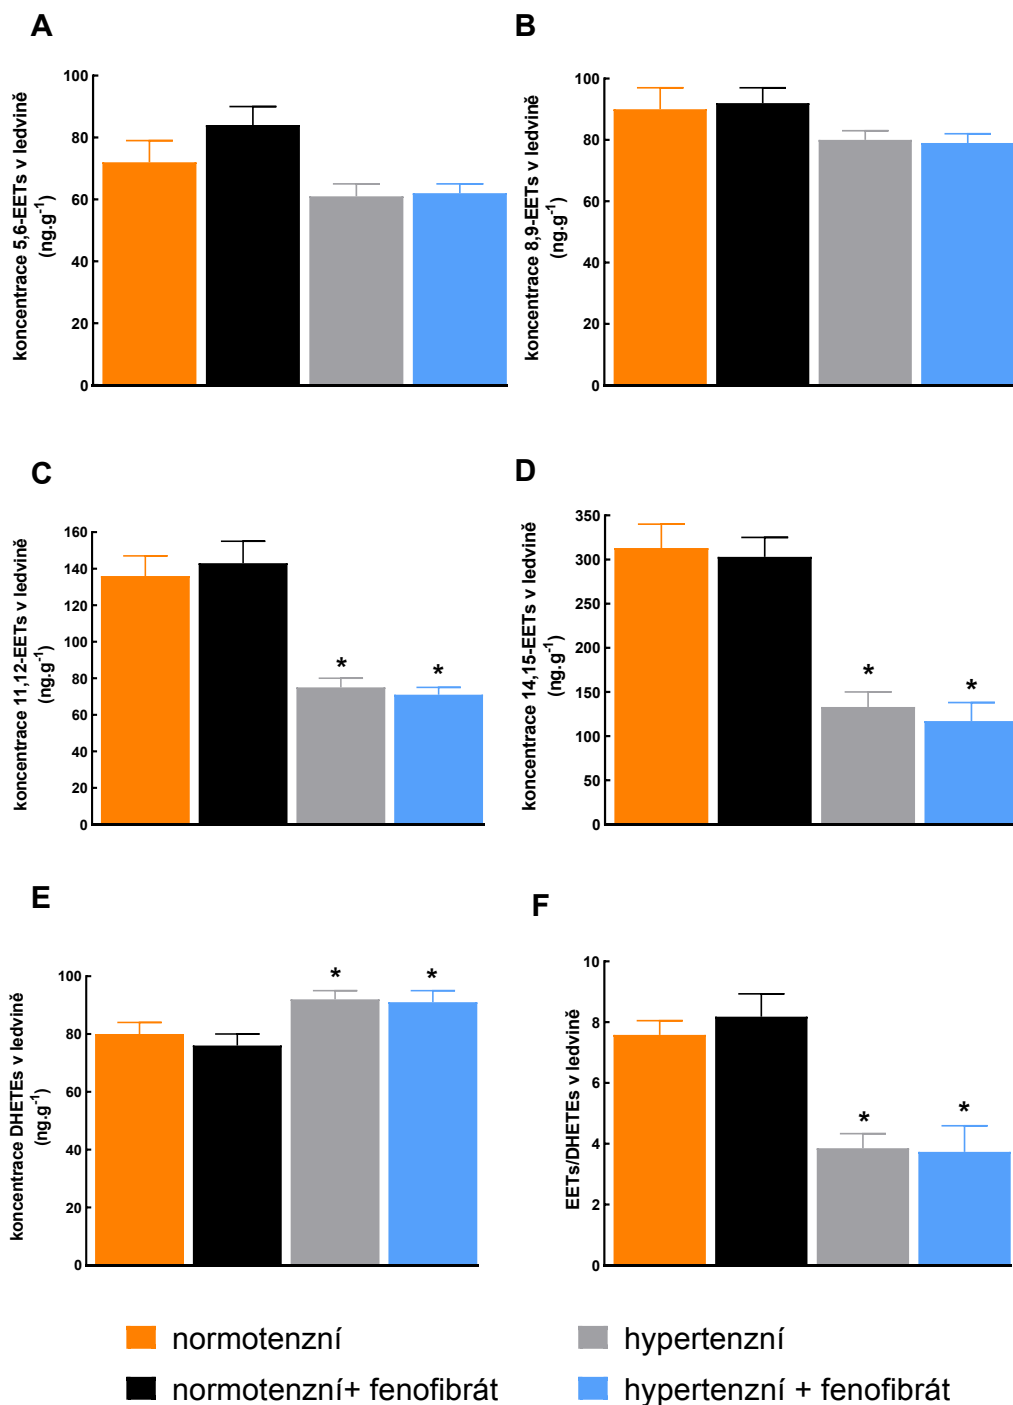 A
koncentrace 5,6-EETs v ledvině
(ng.g-1)
100
80
60
40
20
0
B
koncentrace 8,9-EETs v ledvině
(ng.g-1)
100
80
60
40
20
0
C
koncentrace 11,12-EETs v ledvině
(ng.g-1)
160
140
120
100
80
60
40
20
0
*
*
D
koncentrace 14,15-EETs v ledvině
(ng.g-1)
350
300
250
200
150
100
50
0
*
*
E
koncentrace DHETEs v ledvině
(ng.g-1)
100
80
60
40
20
0
*
*
F
EETs/DHETEs v ledvině
10
8
6
4
2
0
*
*
normotenzní
hypertenzní
normotenzní+ fenofibrát
hypertenzní + fenofibrát